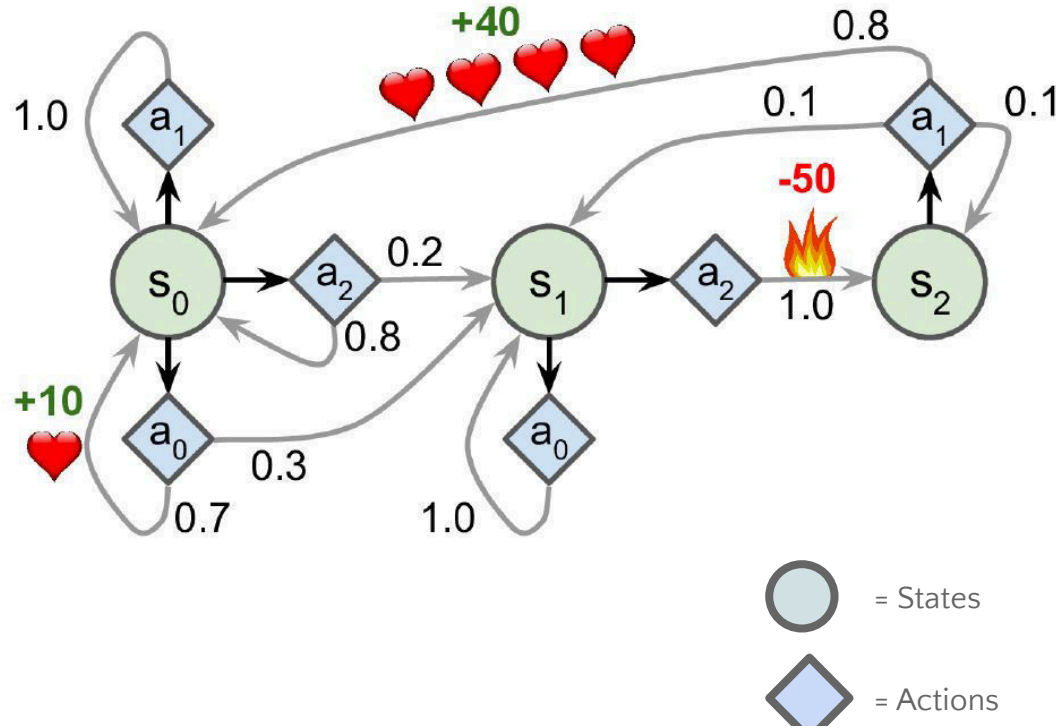 +40
0.8
1.0
a1
0.1
a1
0.1
-50
s0
a2
0.2
s1
a2
1.0
s2
0.8
+10
a0
0.3
a0
0.7
1.0
= States
= Actions